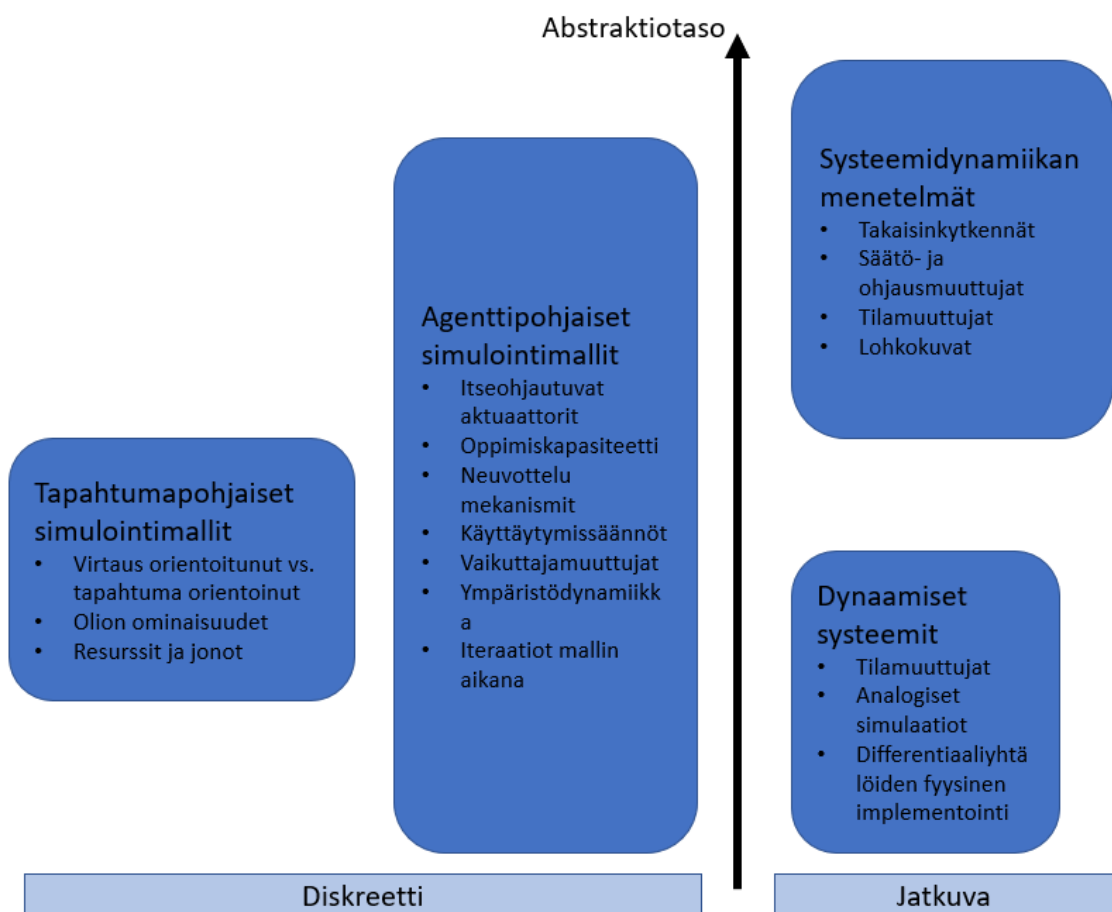 Abstraktiotaso
Tapahtumapohjaiset
simulointimallit
• Virtaus orientoitunut vs.
tapahtuma orientoinut
• Olion ominaisuudet
• Resurssit ja jonot
Agenttipohjaiset
simulointimallit
• Itseohjautuvat
aktuaattorit
• Oppimiskapasiteetti
• Neuvottelu
mekanismit
• Käyttäytymissäännöt
• Vaikuttajamuuttujat
• Ympäristödynamiikk
a
• Iteraatiot mallin
aikana
Systeemidynamiikan
menetelmät
• Takaisinkytkennät
• Säätö- ja
ohjausmuuttujat
• Tilamuuttujat
• Lohkokuvat
Dynaamiset
systeemit
• Tilamuuttujat
• Analogiset
simulaatiot
• Differentiaaliyhtä
löiden fyysinen
implementointi
Diskreetti
Jatkuva